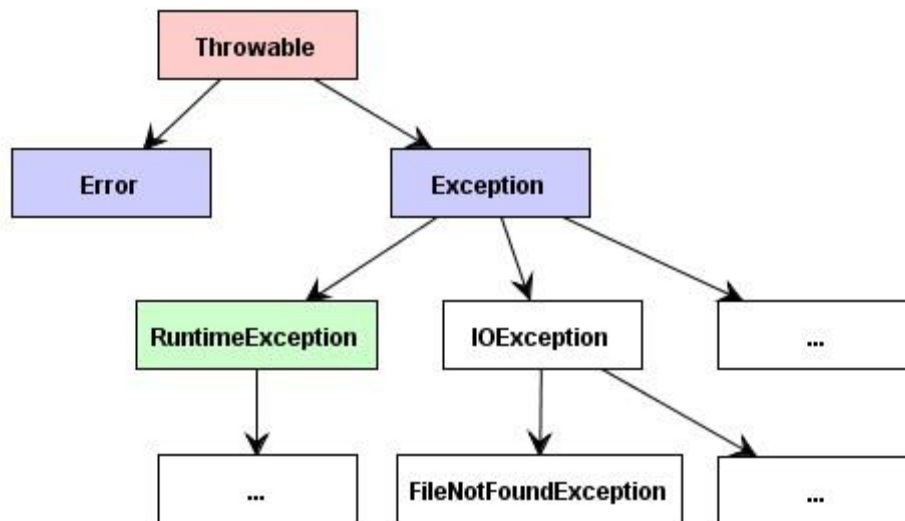 Throwable
Error
Exception
RuntimeException
IOException
...
...
FileNotFoundException
...